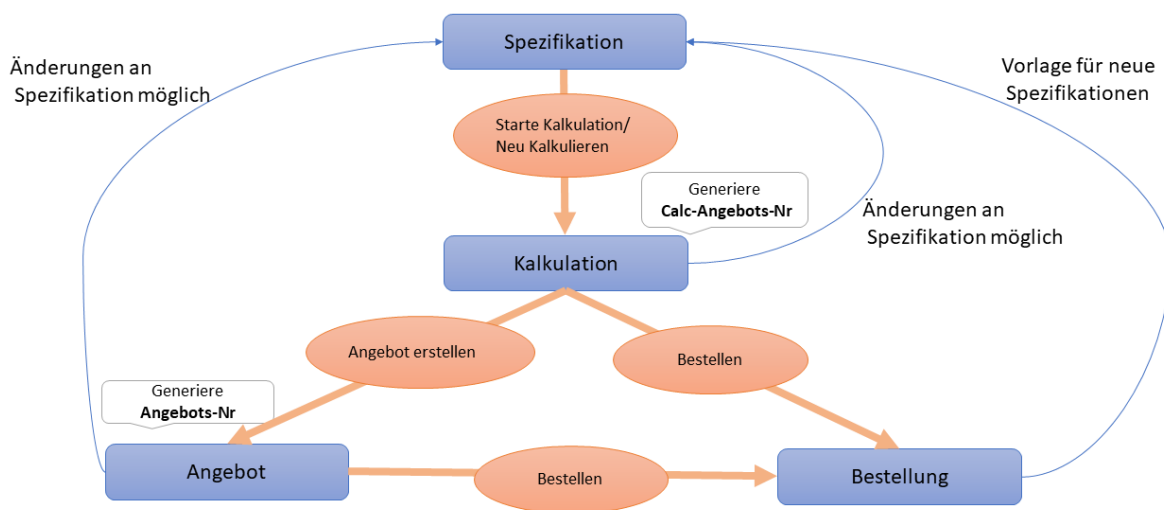 Spezifikation
Änderungen an
Spezifikation möglich
Vorlage für neue
Spezifikationen
Starte Kalkulation/
Neu Kalkulieren
Generiere
Calc-Angebots-Nr
Änderungen an
Spezifikation möglich
Kalkulation
Angebot erstellen
Bestellen
Generiere
Angebots-Nr
Angebot
Bestellen
Bestellung